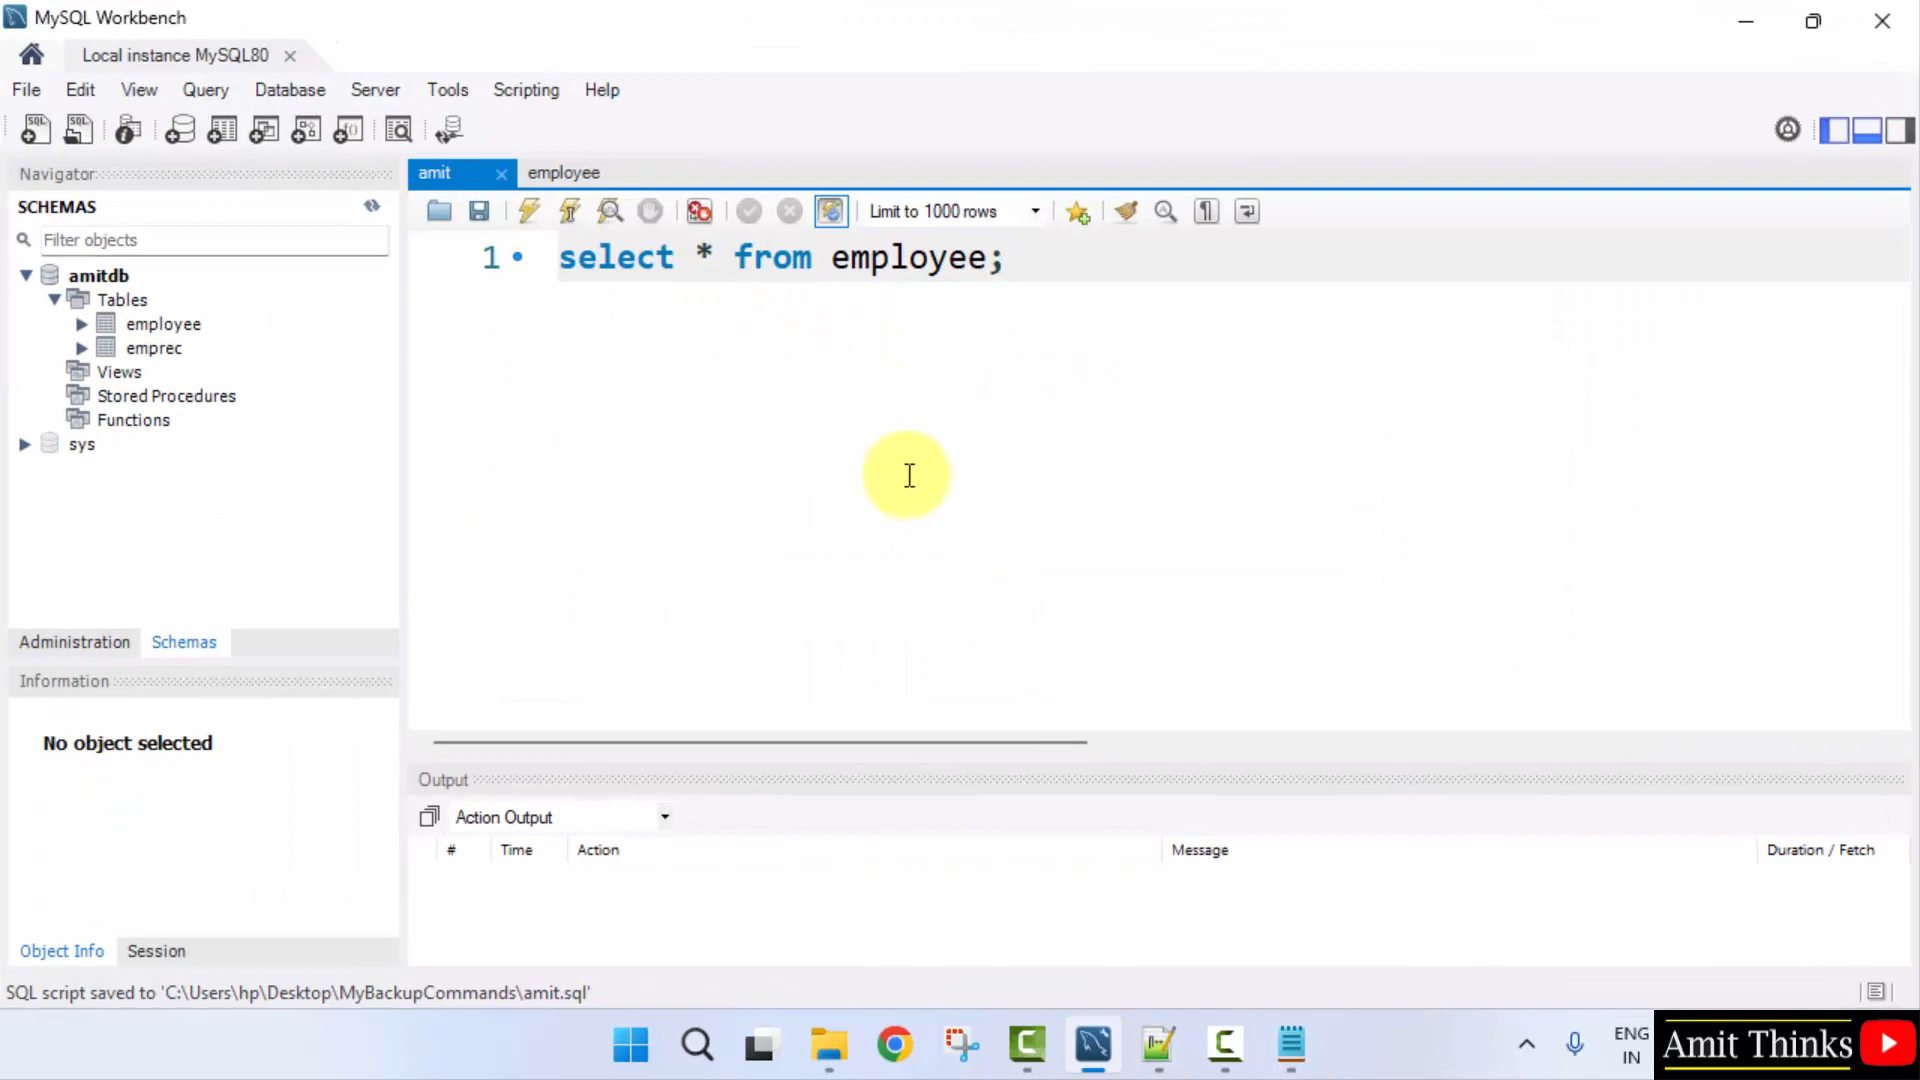 MySQL Workbench
Local instance MySQL80
File Edit View Query Database Server Tools Scripting Help
Navigator
SCHEMAS
Filter objects
amitdb
Tables
employee
emprec
Views
Stored Procedures
Functions
sys
Administration Schemas
Information
No object selected
Object Info Session
amit employee
Limit to 1000 rows
1 select * from employee;
Output
Action Output
# Time Action Message Duration / Fetch
SQL script saved to 'C:\Users\hp\Desktop\MyBackupCommands\amit.sql'
ENG
IN
Amit Thinks